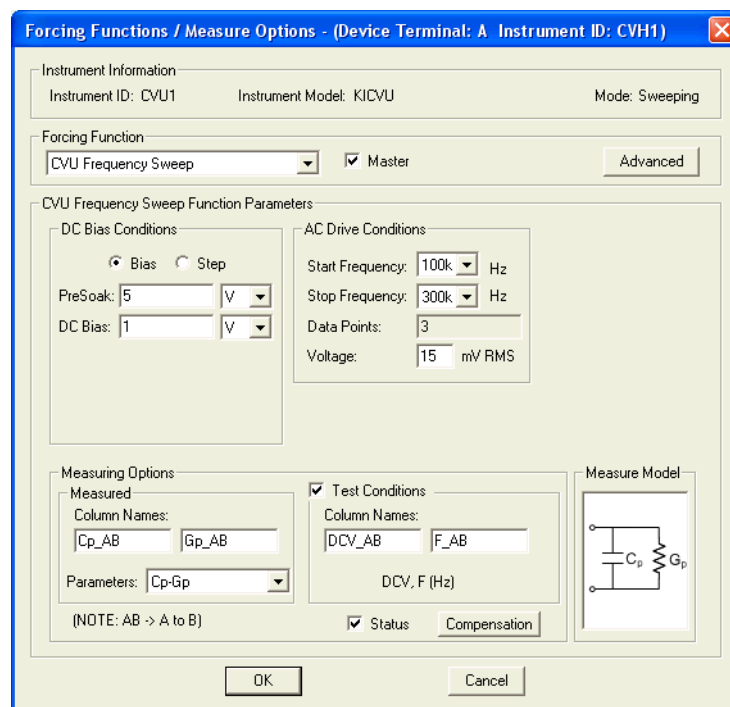 Forcing Functions / Measure Options - (Device Terminal: A Instrument ID: CVH1)
Instrument Information
Instrument ID: CVU1 Instrument Model: KICVU Mode: Sweeping
Forcing Function
CVU Frequency Sweep Master Advanced
CVU Frequency Sweep Function Parameters
DC Bias Conditions
Bias Step
PreSoak: 5 V
DC Bias: 1 V
AC Drive Conditions
Start Frequency: 100k Hz
Stop Frequency: 300k Hz
Data Points: 3
Voltage: 15 mV RMS
Measuring Options
Measured
Column Names:
Cp_AB Gp_AB
Parameters: Cp-Gp
(NOTE: AB -> A to B)
Test Conditions
Column Names:
DCV_AB F_AB
DCV, F (Hz)
Status Compensation
Measure Model
Cp Gp
OK Cancel